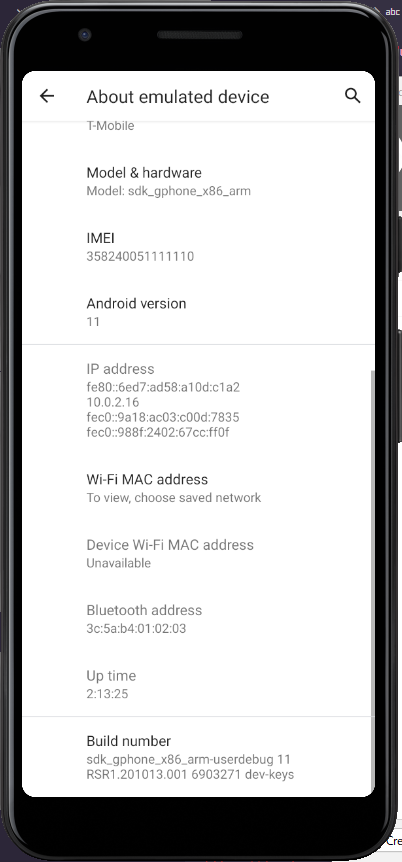 abc
About emulated device
T-Mobile
Model & hardware
Model: sdk_gphone_x86_arm
IMEI
358240051111110
Android version
11
IP address
fe80::6ed7:ad58:a10d:c1a2
10.0.2.16
fec0::9a18:ac03:c00d:7835
fec0::988f:2402:67cc:ff0f
Wi-Fi MAC address
To view, choose saved network
Device Wi-Fi MAC address
Unavailable
Bluetooth address
3c:5a:b4:01:02:03
Up time
2:13:25
Build number
sdk_gphone_x86_arm-userdebug 11
RSR1.201013.001 6903271 dev-keys
Cre